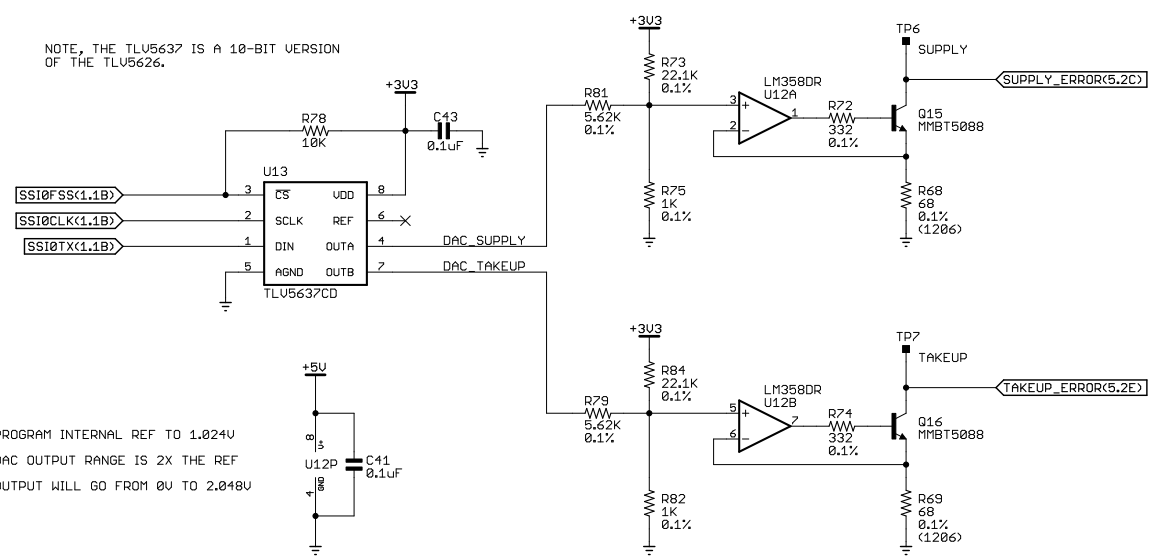 NOTE, THE TLV5637 IS A 10-BIT VERSION
OF THE TLV5626.
+3V3
R78
10K
C43
0.1uF
U13
SSI0FSS(1.1B)
SSI0CLK(1.1B)
SSI0TX(1.1B)
3
2
1
5
CS
SCLK
DIN
AGND
VDD
REF
OUTA
OUTB
8
6
4
7
TLV5637CD
DAC_SUPPLY
DAC_TAKEUP
+3V3
R73
22.1K
0.1%
R81
5.62K
0.1%
R75
1K
0.1%
LM358DR
U12A
3
+
2
-
1
R72
332
0.1%
TP6
SUPPLY
SUPPLY_ERROR(5.2C)
Q15
MMBT5088
R68
68
0.1%
(1206)
+3V3
R84
22.1K
0.1%
R79
5.62K
0.1%
R82
1K
0.1%
LM358DR
U12B
5
+
6
-
7
R74
332
0.1%
TP7
TAKEUP
TAKEUP_ERROR(5.2E)
Q16
MMBT5088
R69
68
0.1%
(1206)
+5V
8
V+
U12P
4
GND
C41
0.1uF
PROGRAM INTERNAL REF TO 1.024V
DAC OUTPUT RANGE IS 2X THE REF
OUTPUT WILL GO FROM 0V TO 2.048V